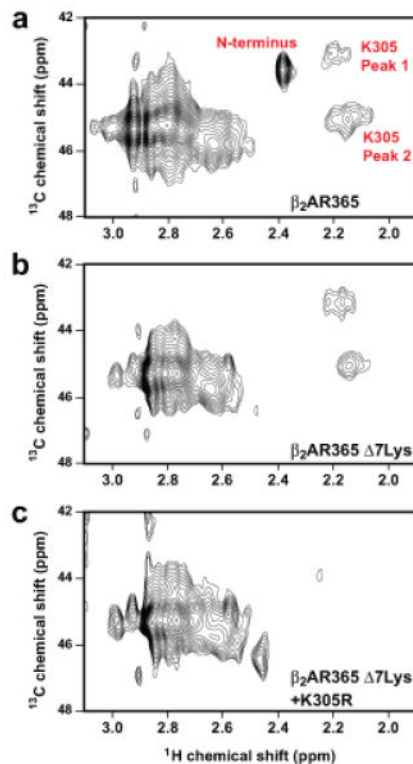 a
42
44
46
48
¹³C chemical shift (ppm)
N-terminus
K305
Peak 1
K305
Peak 2
β₂AR365
3.0 2.8 2.6 2.4 2.2 2.0
b
42
44
46
48
¹³C chemical shift (ppm)
β₂AR365 Δ7Lys
3.0 2.8 2.6 2.4 2.2 2.0
c
42
44
46
48
¹³C chemical shift (ppm)
β₂AR365 Δ7Lys
+K305R
3.0 2.8 2.6 2.4 2.2 2.0
¹H chemical shift (ppm)